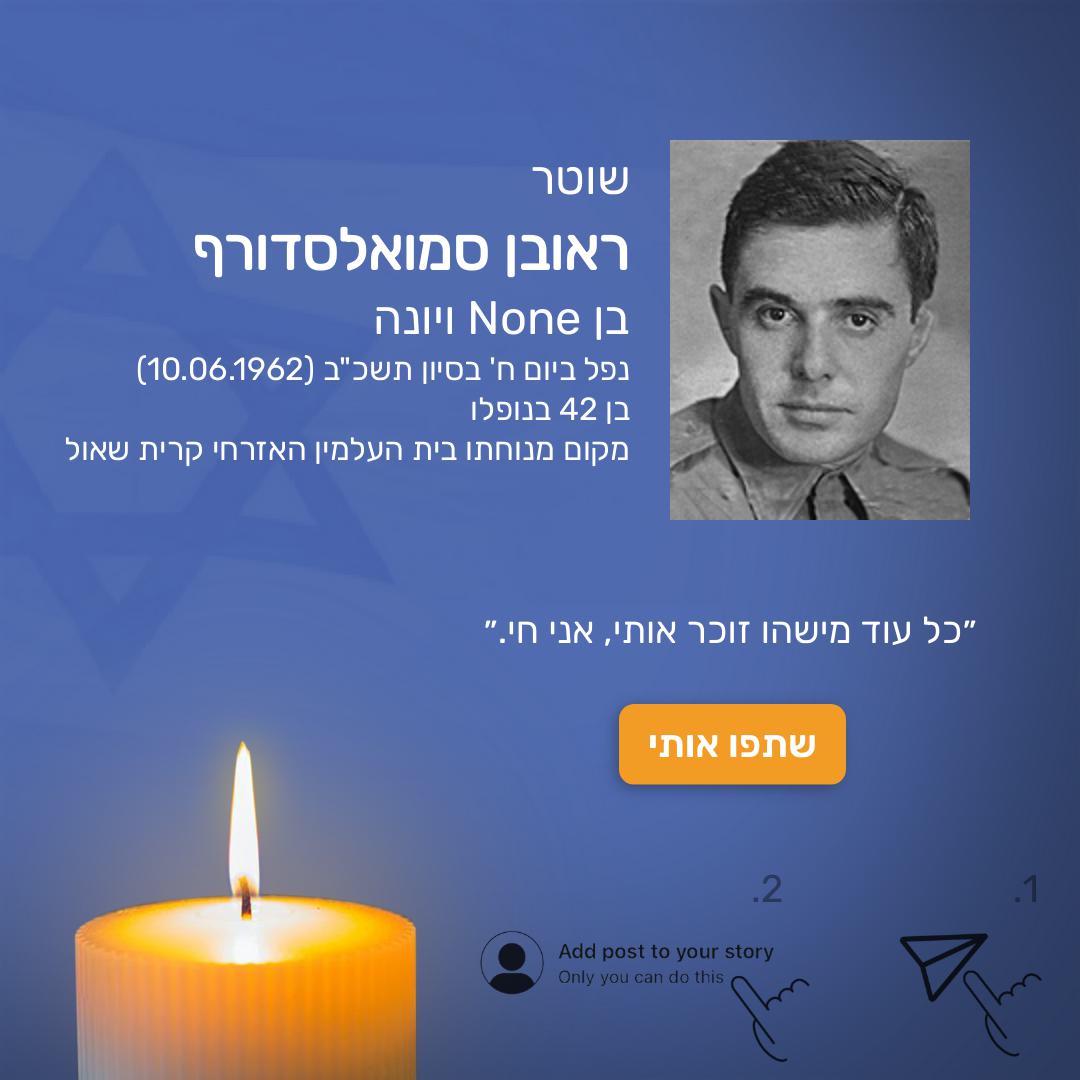 שוטר
ראובן סמואלסדורף
בן None ויונה
נפל ביום ח' בסיון תשכ"ב (10.06.1962)
בן 42 בנופלו
מקום מנוחתו בית העלמין האזרחי קרית שאול
״כל עוד מישהו זוכר אותי, אני חי.״
שתפו אותי
.1
.2
Add post to your story
Only you can do this